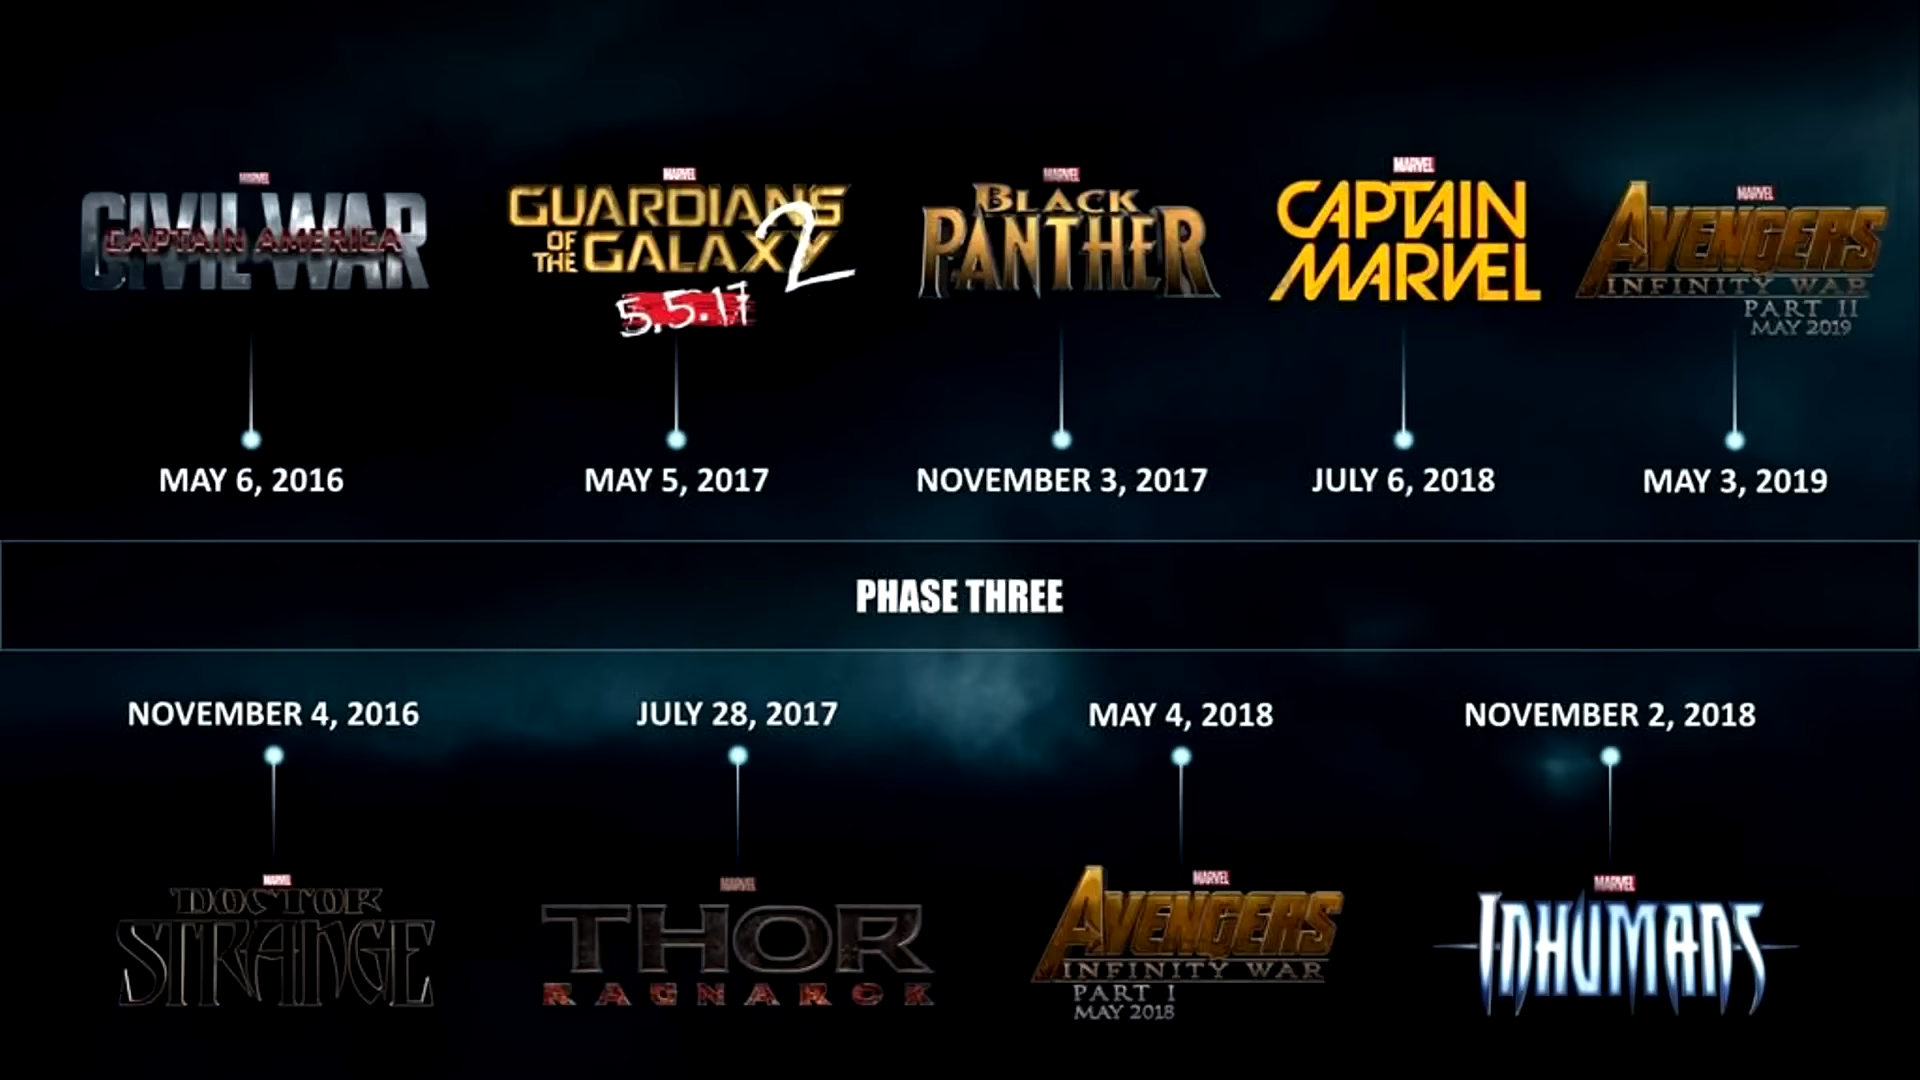 MARVEL
CIVIL WAR
CAPTAIN AMERICA
MAY 6, 2016
MARVEL
GUARDIANS
OF THE GALAXY 2
5.5.17
MAY 5, 2017
MARVEL
BLACK
PANTHER
NOVEMBER 3, 2017
MARVEL
CAPTAIN
MARVEL
JULY 6, 2018
MARVEL
AVENGERS
INFINITY WAR
PART II
MAY 2019
MAY 3, 2019
PHASE THREE
NOVEMBER 4, 2016
MARVEL
DOCTOR
STRANGE
JULY 28, 2017
MARVEL
THOR
RAGNAROK
MAY 4, 2018
MARVEL
AVENGERS
INFINITY WAR
PART I
MAY 2018
NOVEMBER 2, 2018
MARVEL
INHUMANS